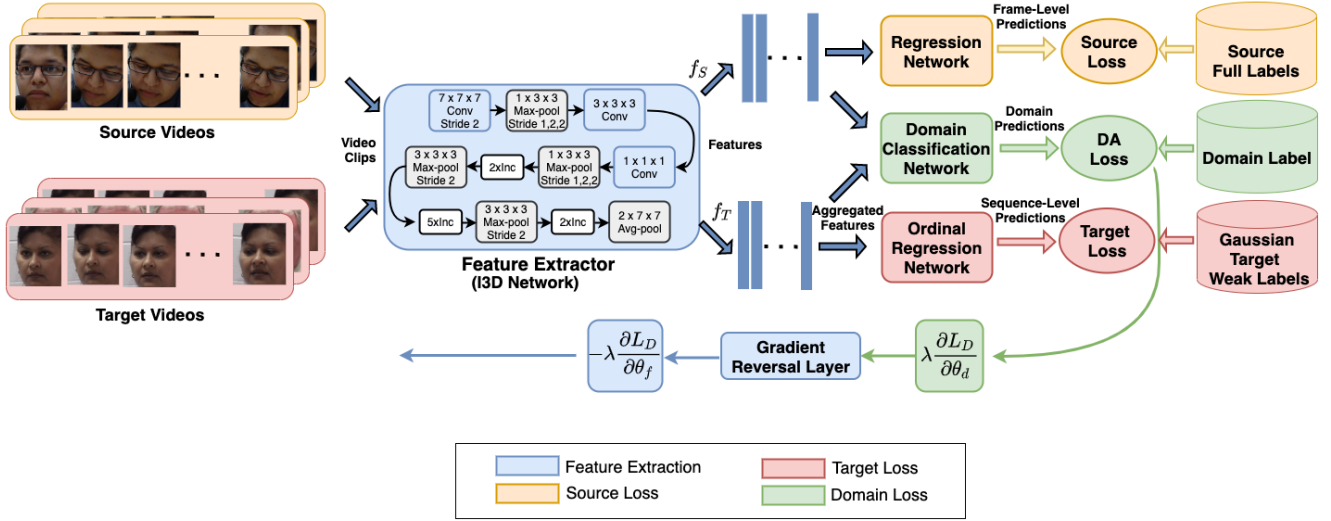 Source Videos
Target Videos
Video
Clips
7 x 7 x 7
Conv
Stride 2
1 x 3 x 3
Max-pool
Stride 1,2,2
3 x 3 x 3
Conv
3 x 3 x 3
Max-pool
Stride 2
2xInc
1 x 3 x 3
Max-pool
Stride 1,2,2
1 x 1 x 1
Conv
5xInc
3 x 3 x 3
Max-pool
Stride 2
2xInc
2 x 7 x 7
Avg-pool
Feature Extractor
(I3D Network)
Features
f_S
. . .
f_T
. . .
Aggregated
Features
Regression
Network
Frame-Level
Predictions
Source
Loss
Source
Full Labels
Domain
Classification
Network
Domain
Predictions
DA
Loss
Domain Label
Ordinal
Regression
Network
Sequence-Level
Predictions
Target
Loss
Gaussian
Target
Weak Labels
−λ ∂L_D/∂θ_f
Gradient
Reversal Layer
λ ∂L_D/∂θ_d
Feature Extraction
Target Loss
Source Loss
Domain Loss